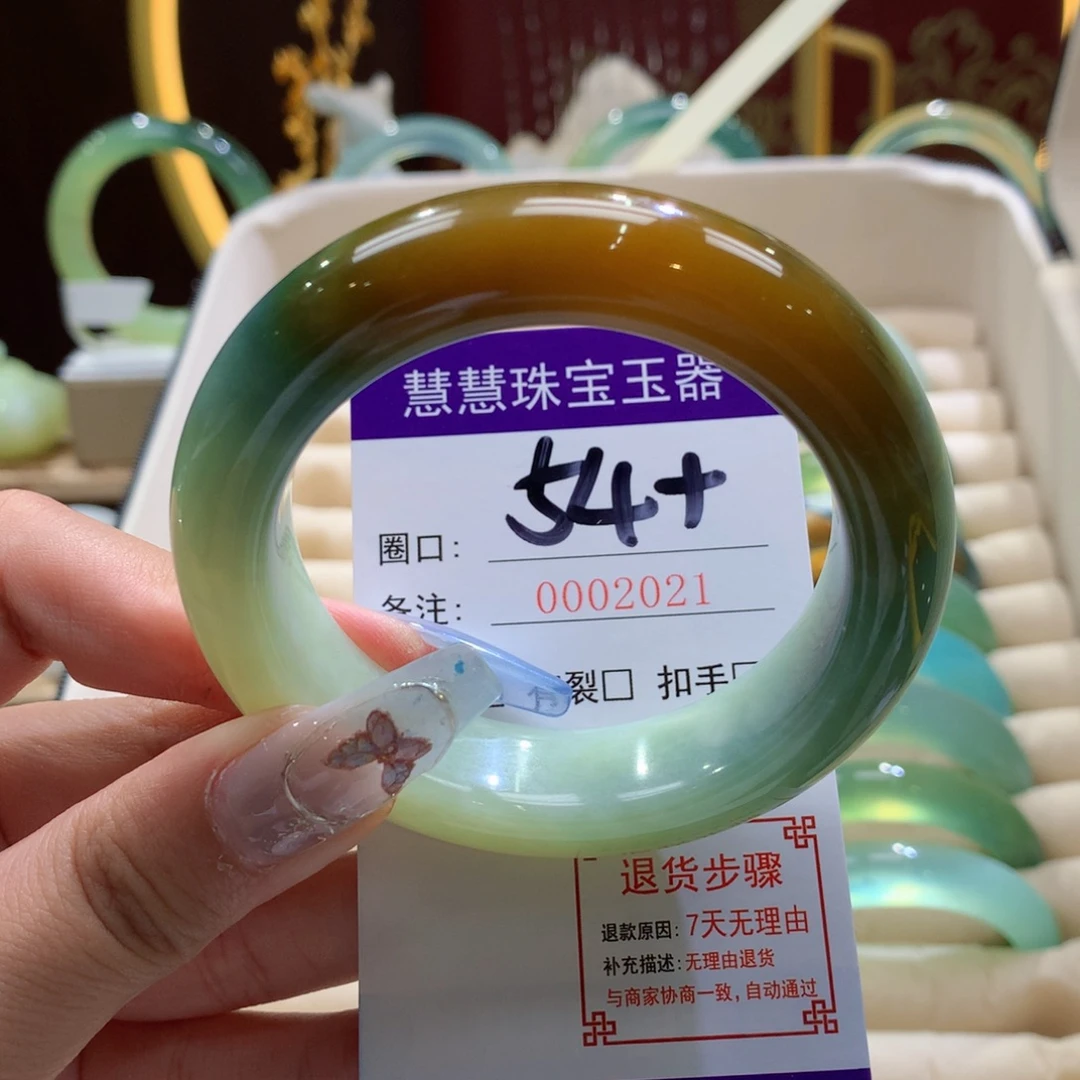 慧慧珠宝玉器
圈口: 54+
备注: 0002021
裂□ 扣手□
退货步骤
退款原因: 7天无理由
补充描述: 无理由退货
与商家协商一致, 自动通过